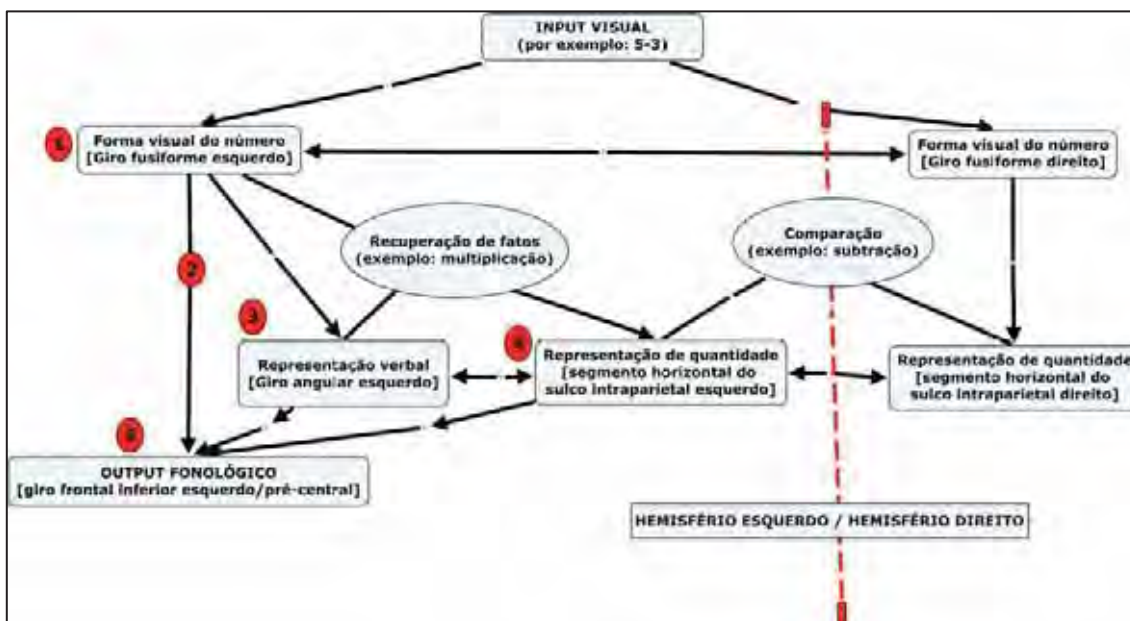 INPUT VISUAL
(por exemplo: 5-3)
1
Forma visual do número
[Giro fusiforme esquerdo]
Forma visual do número
[Giro fusiforme direito]
Recuperação de fatos
(exemplo: multiplicação)
Comparação
(exemplo: subtração)
2
3
Representação verbal
[Giro angular esquerdo]
Representação de quantidade
[segmento horizontal do
sulco intraparietal esquerdo]
Representação de quantidade
[segmento horizontal do
sulco intraparietal direito]
OUTPUT FONOLÓGICO
[giro frontal inferior esquerdo/pré-central]
HEMISFÉRIO ESQUERDO / HEMISFÉRIO DIREITO